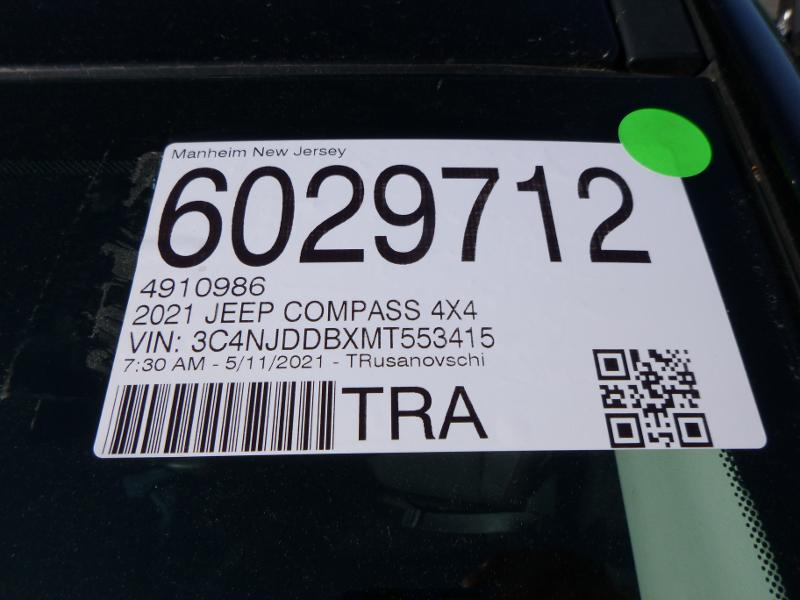 Manheim New Jersey
6029712
4910986
2021 JEEP COMPASS 4X4
VIN: 3C4NJDDBXMT553415
7:30 AM - 5/11/2021 - TRusanovschi
TRA